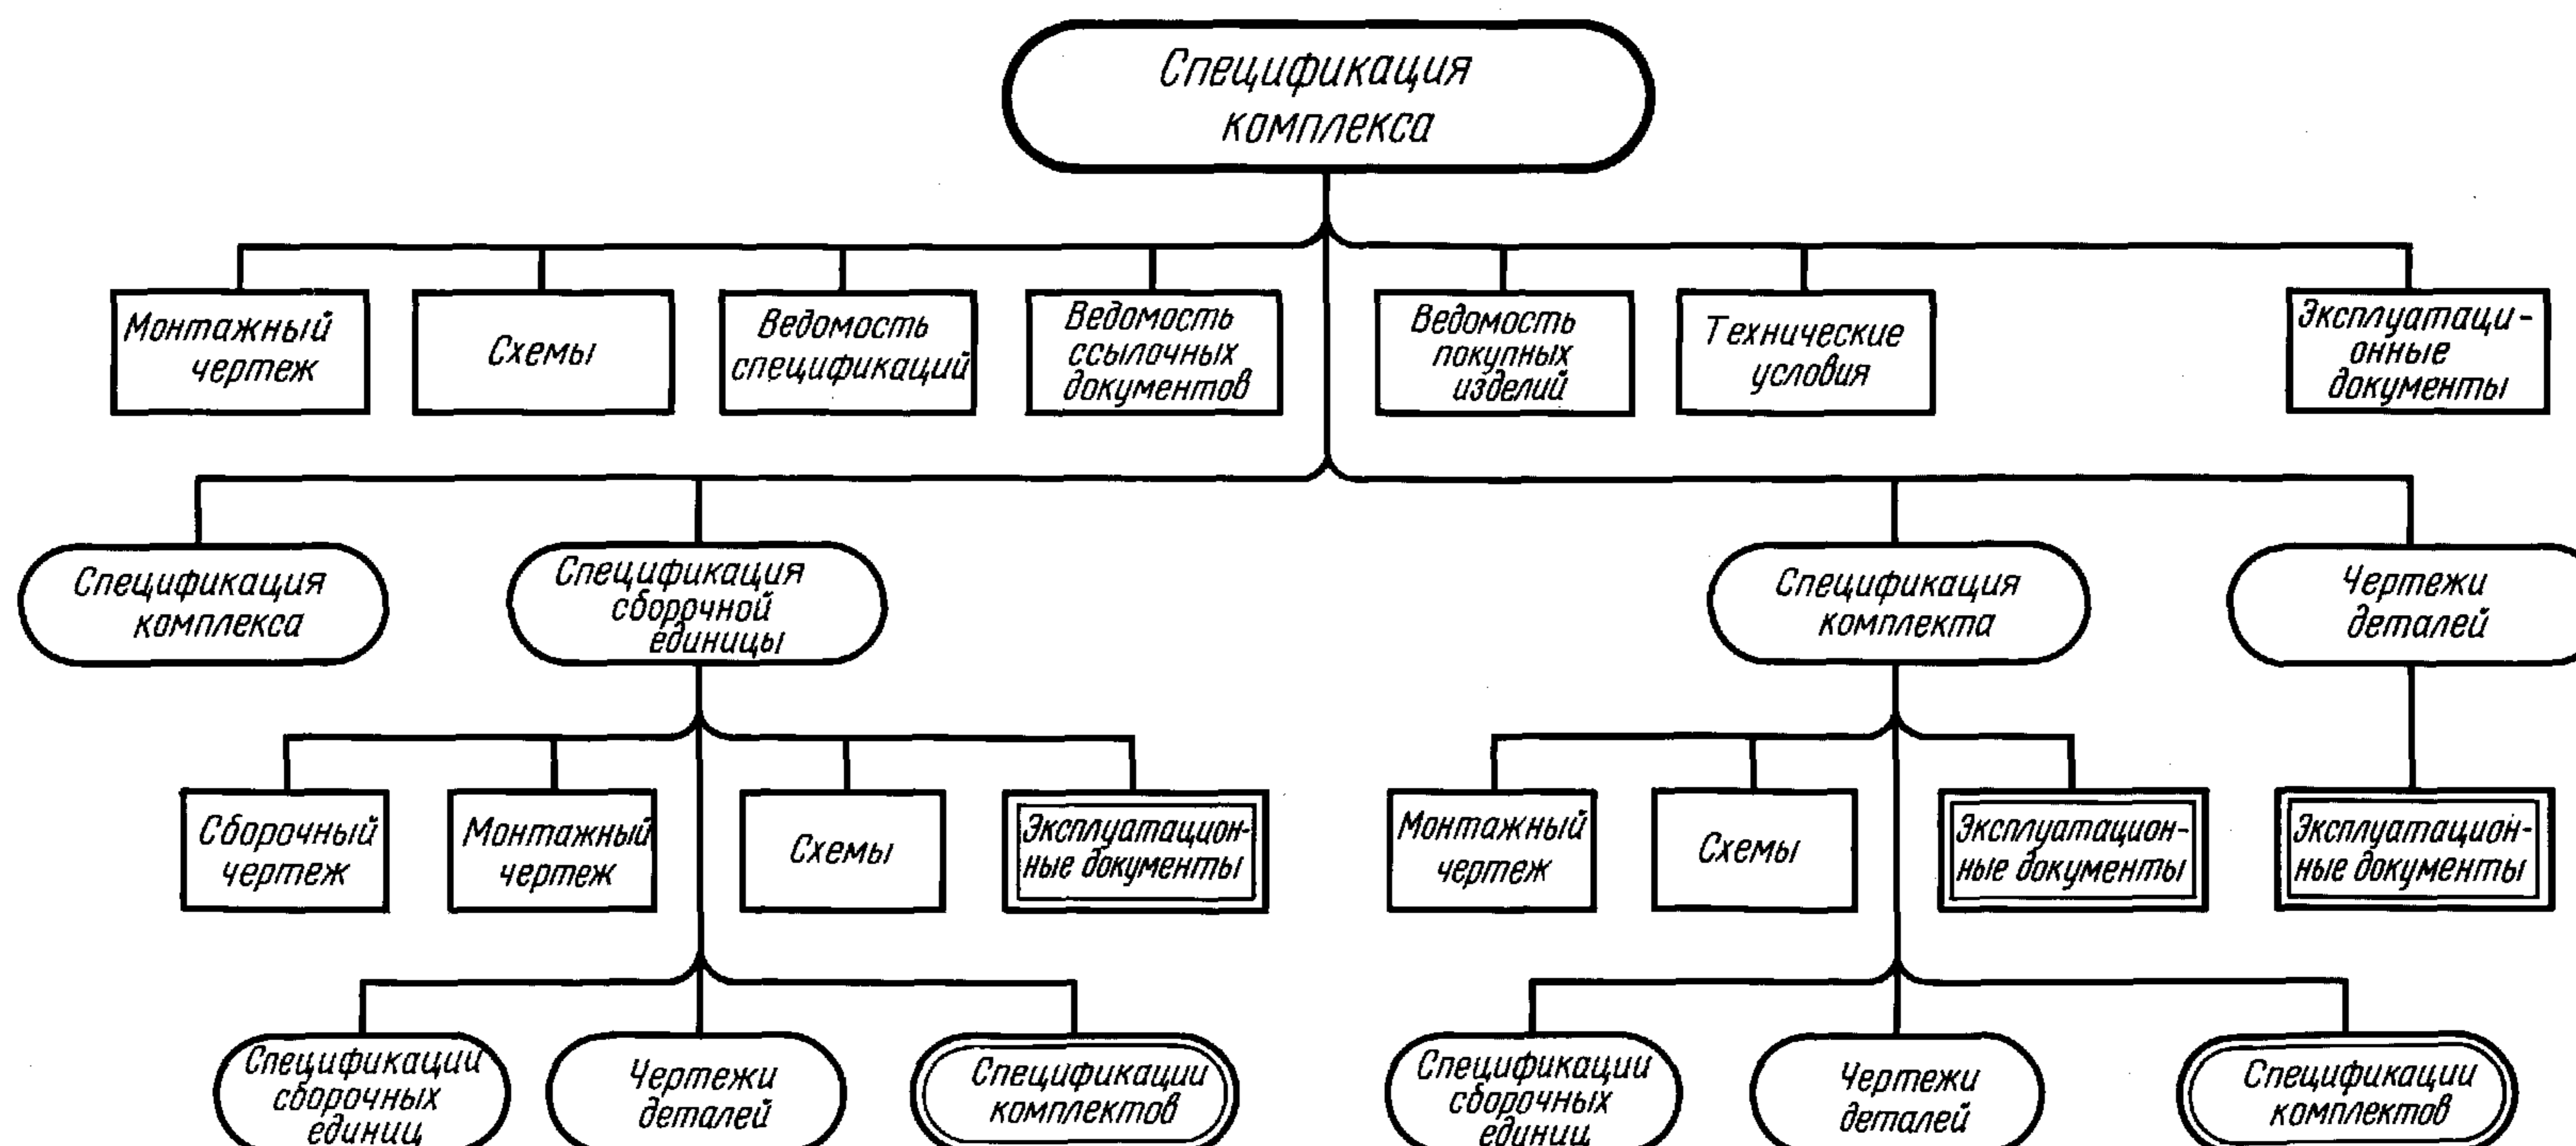 Спецификация
комплекса
Монтажный
чертеж
Схемы
Ведомость
спецификаций
Ведомость
ссылочных
документов
Ведомость
покупных
изделий
Технические
условия
Эксплуатаци-
онные
документы
Спецификация
комплекса
Спецификация
сборочной
единицы
Спецификация
комплекта
Чертежи
деталей
Сборочный
чертеж
Монтажный
чертеж
Схемы
Эксплуатацион-
ные документы
Монтажный
чертеж
Схемы
Эксплуатацион-
ные документы
Эксплуатацион-
ные документы
Спецификации
сборочных
единиц
Чертежи
деталей
Спецификации
комплектов
Спецификации
сборочных
единиц
Чертежи
деталей
Спецификации
комплектов